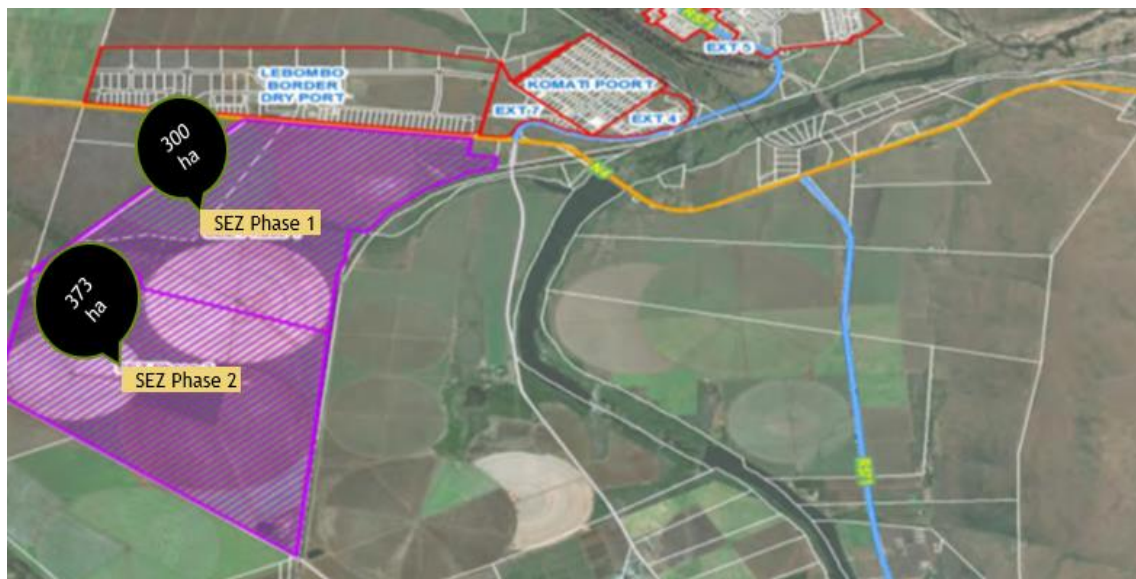 EXT 5
LEBOMBO
BORDER
DRY PORT
KOMATI POORT
EXT 7
EXT 4
300
ha
N4
SEZ Phase 1
373
ha
SEZ Phase 2